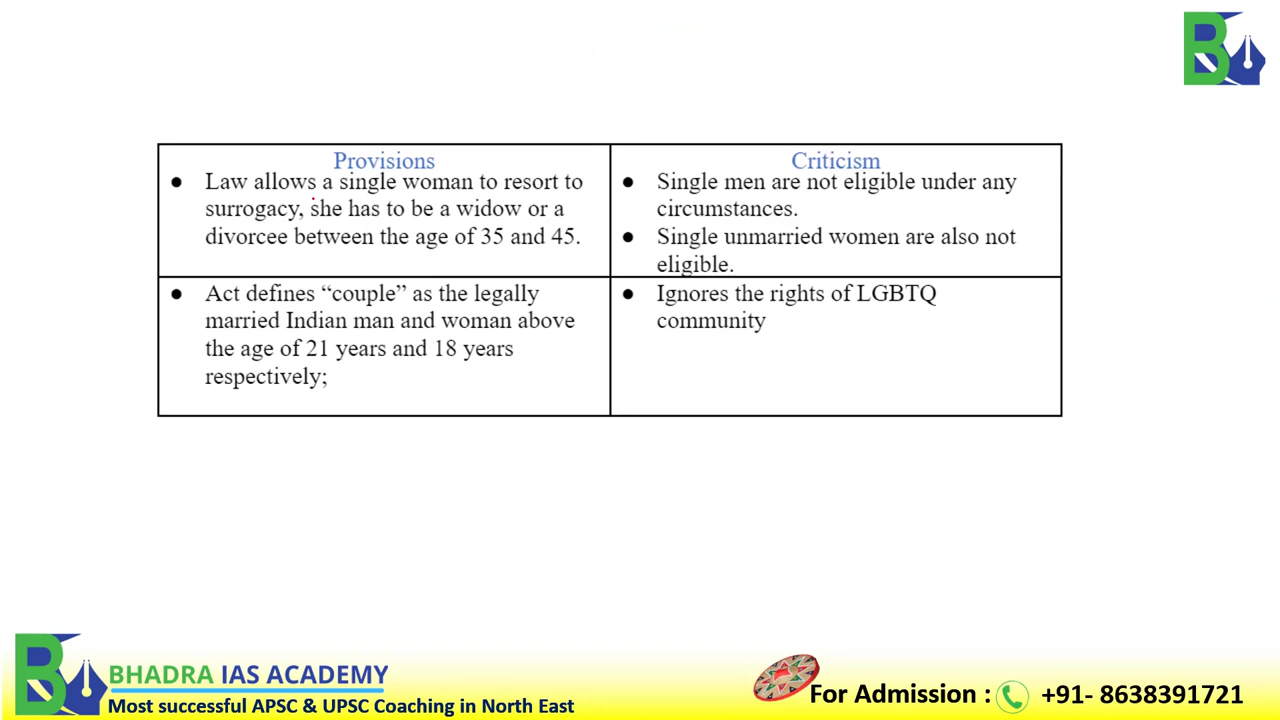 Provisions
● Law allows a single woman to resort to
surrogacy, she has to be a widow or a
divorcee between the age of 35 and 45.
Criticism
● Single men are not eligible under any
circumstances.
● Single unmarried women are also not
eligible.
● Act defines “couple” as the legally
married Indian man and woman above
the age of 21 years and 18 years
respectively;
● Ignores the rights of LGBTQ
community
BHADRA IAS ACADEMY
Most successful APSC & UPSC Coaching in North East
For Admission : +91- 8638391721